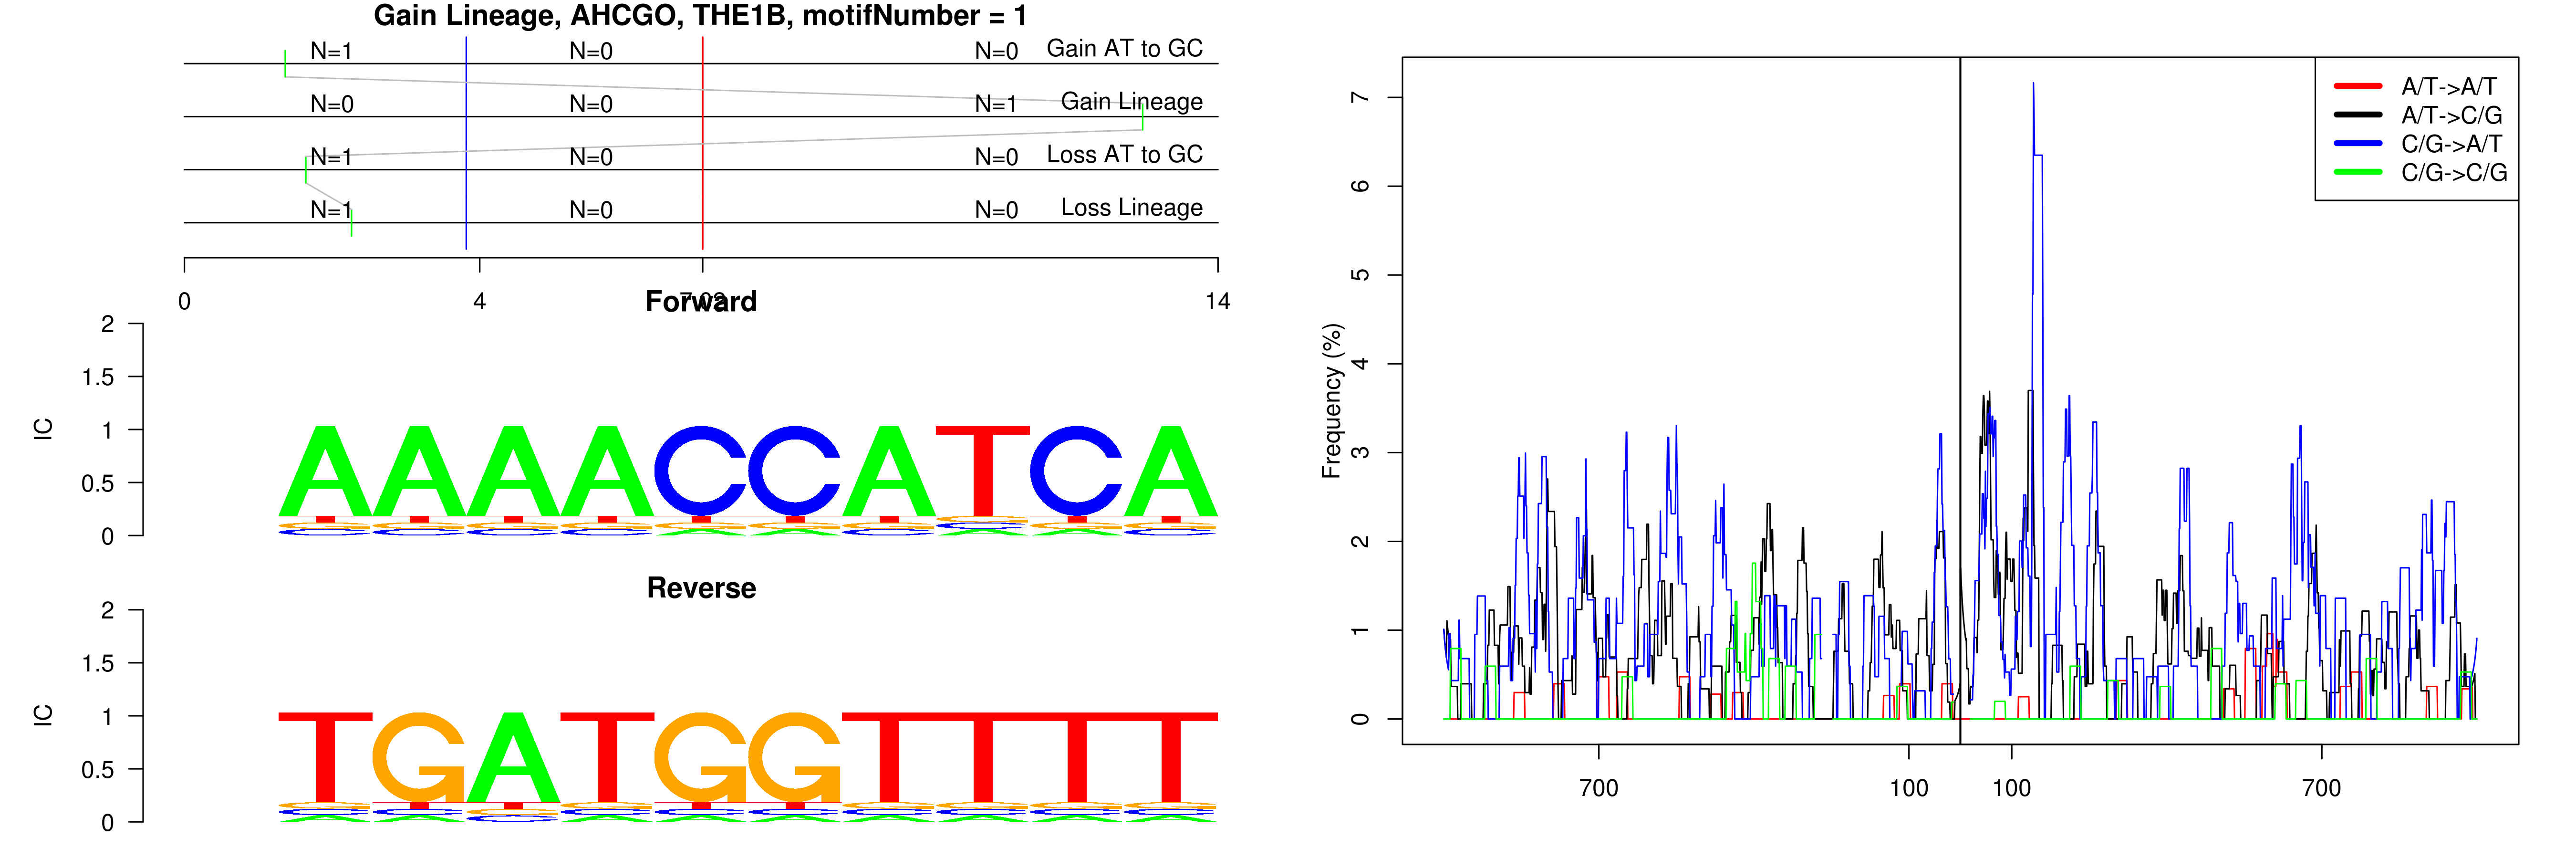 Gain Lineage, AHCGO, THE1B, motifNumber = 1
N=1 N=0 N=0 Gain AT to GC
N=0 N=0 N=1 Gain Lineage
N=1 N=0 N=0 Loss AT to GC
N=1 N=0 N=0 Loss Lineage
0 4 14
Forward
IC
2
1.5
1
0.5
0
AAAACCATCA
Reverse
IC
2
1.5
1
0.5
0
TGATGGTTTT
Frequency (%)
7
6
5
4
3
2
1
0
700 100 100 700
A/T->A/T
A/T->C/G
C/G->A/T
C/G->C/G